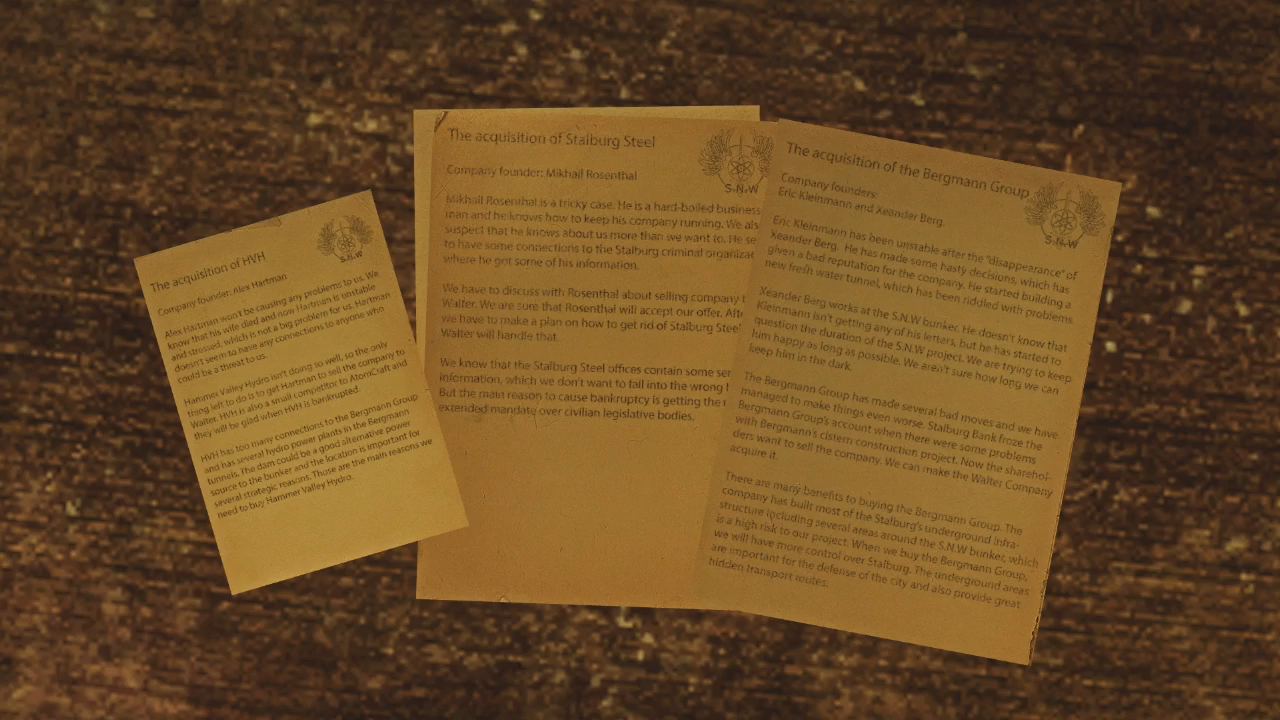 The acquisition of HVH
S.N.W
Company founder: Alex Hartman
Alex Hartman won't be causing any problems to us. We
know that his wife died and now Hartman is unstable
and stressed, which is not a big problem for us. Hartman
doesn't seem to have any connections to anyone who
could be a threat to us.
Hammer Valley Hydro isn't doing so well, so the only
thing left to do is to get Hartman to sell the company to
Walter. HVH is also a small competitor to AtomCraft and
they will be glad when HVH is bankrupted.
HVH has too many connections to the Bergmann Group
and has several hydro power plants in the Bergmann
tunnels. The dam could be a good alternative power
source to the bunker and the location is important for
several strategic reasons. Those are the main reasons we
need to buy Hammer Valley Hydro.
The acquisition of Stalburg Steel
S.N.W
Company founder: Mikhail Rosenthal
Mikhail Rosenthal is a tricky case. He is a hard-boiled business
man and he knows how to keep his company running. We als
suspect that he knows about us more than we want to. He se
to have some connections to the Stalburg criminal organizat
where he got some of his information.
We have to discuss with Rosenthal about selling company t
Walter. We are sure that Rosenthal will accept our offer. Afte
we have to make a plan on how to get rid of Stalburg Steel
Walter will handle that.
We know that the Stalburg Steel offices contain some ser
information, which we don't want to fall into the wrong
But the main reason to cause bankruptcy is getting the
extended mandate over civilian legislative bodies.
The acquisition of the Bergmann Group
S.N.W
Company founders:
Eric Kleinmann and Xeander Berg.
Eric Kleinmann has been unstable after the "disappearance" of
Xeander Berg. He has made some hasty decisions, which has
given a bad reputation for the company. He started building a
new fresh water tunnel, which has been riddled with problems.
Xeander Berg works at the S.N.W bunker. He doesn't know that
Kleinmann isn't getting any of his letters, but he has started to
question the duration of the S.N.W project. We are trying to keep
him happy as long as possible. We aren't sure how long we can
keep him in the dark.
The Bergmann Group has made several bad moves and we have
managed to make things even worse. Stalburg Bank froze the
Bergmann Group's account when there were some problems
with Bergmann's cistern construction project. Now the sharehol-
ders want to sell the company. We can make the Walter Company
acquire it.
There are many benefits to buying the Bergmann Group. The
company has built most of the Stalburg's underground infra-
structure including several areas around the S.N.W bunker, which
is a high risk to our project. When we buy the Bergmann Group,
we will have more control over Stalburg. The underground areas
are important for the defense of the city and also provide great
hidden transport routes.